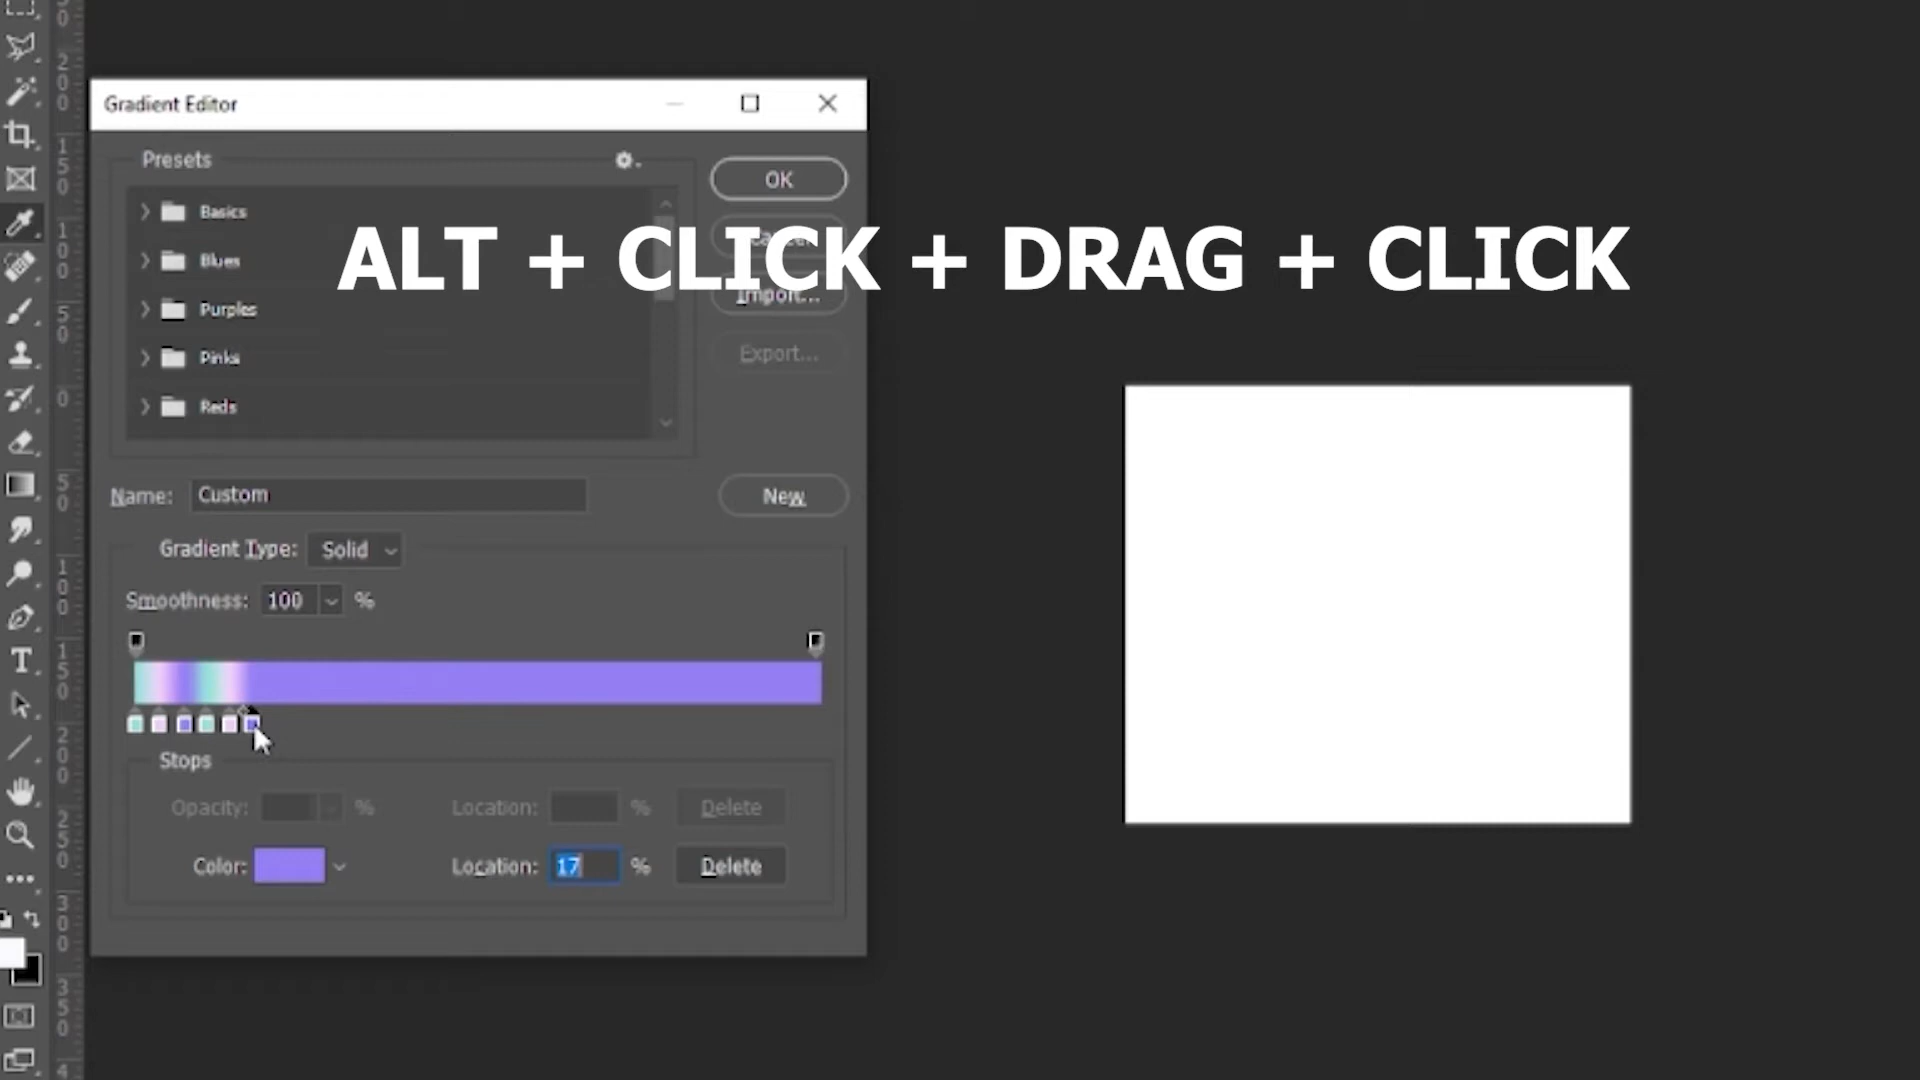 Gradient Editor
Presets
OK
Basics
ALT + CLICK + DRAG + CLICK
Blues
Import...
Purples
Pinks
Export...
Reds
Name: Custom
New
Gradient Type: Solid
Smoothness: 100 %
Stops
Opacity: % Location: % Delete
Color: Location: 17 % Delete